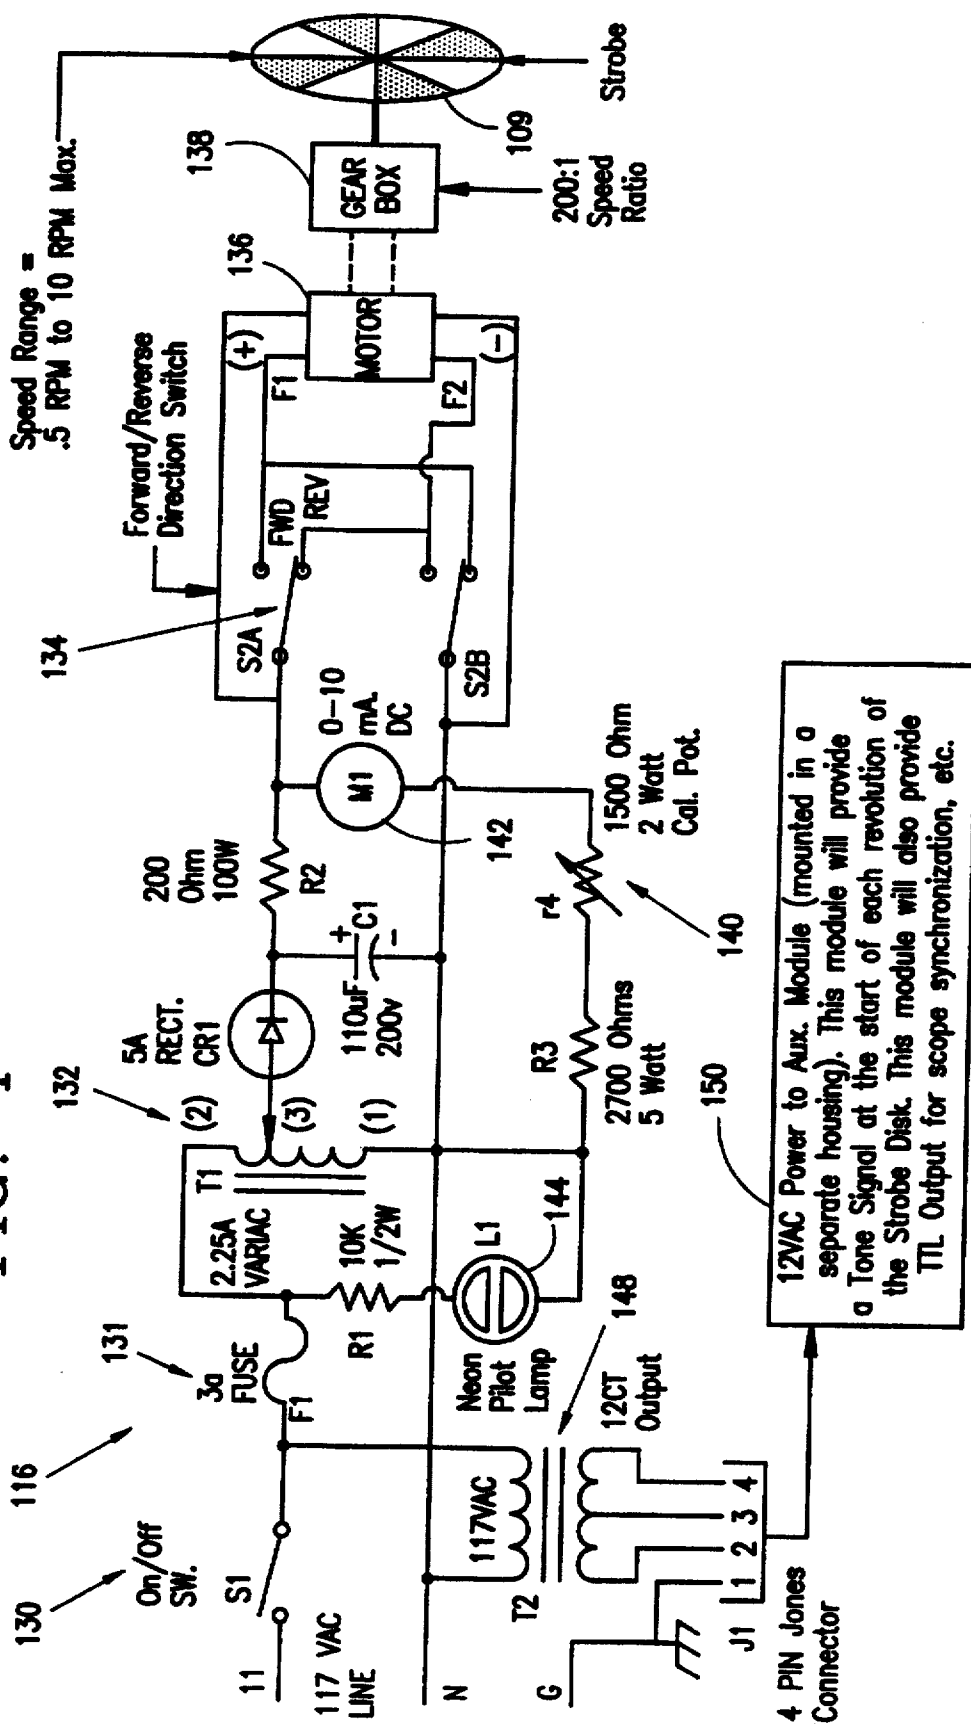 FIG. 4
Speed Range =
.5 RPM to 10 RPM Max.
Forward/Reverse
Direction Switch
130
On/Off
SW.
116
131
132
134
136
138
109
Strobe
200:1
Speed
Ratio
GEAR
BOX
MOTOR
(+)
(-)
F1
F2
FWD
REV
S2A
S2B
0-10
mA.
DC
M1
142
200
Ohm
100W
R2
5A
RECT.
CR1
110uF
200v
+
C1
-
(2)
(3)
(1)
T1
2.25A
VARIAC
10K
1/2W
R1
3a
FUSE
F1
S1
11
117 VAC
LINE
N
G
Neon
Pilot
Lamp
L1
144
R3
2700 Ohms
5 Watt
r4
1500 Ohm
2 Watt
Cal. Pot.
140
148
12CT
Output
117VAC
T2
1 2 3 4
J1
4 PIN Jones
Connector
150
12VAC Power to Aux. Module (mounted in a
separate housing). This module will provide
a Tone Signal at the start of each revolution of
the Strobe Disk. This module will also provide
TTL Output for scope synchronization, etc.